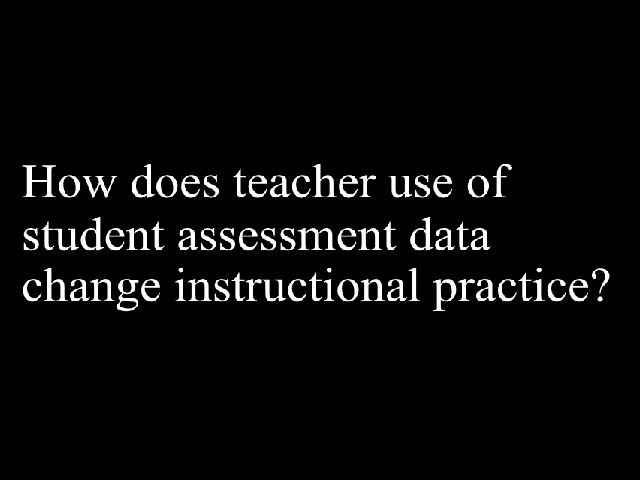 How does teacher use of
student assessment data
change instructional practice?